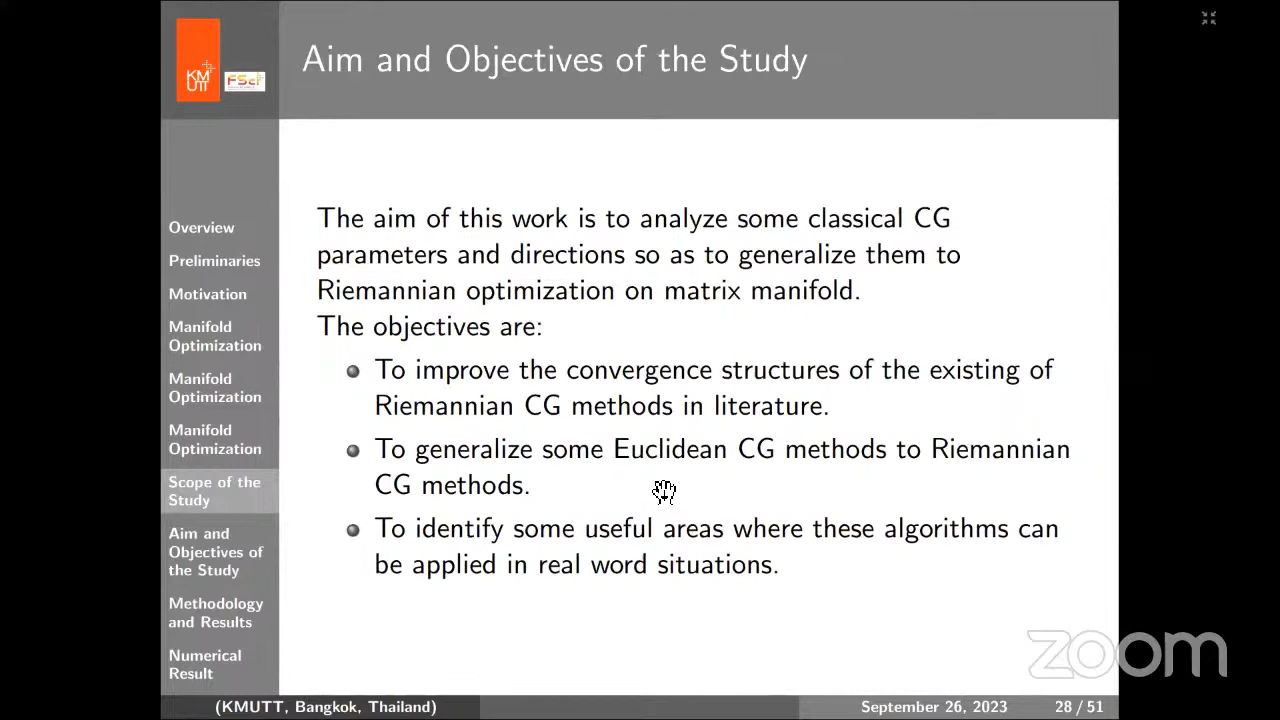 KM
UTT
FSci
Aim and Objectives of the Study
Overview
Preliminaries
Motivation
Manifold
Optimization
Manifold
Optimization
Manifold
Optimization
Scope of the
Study
Aim and
Objectives of
the Study
Methodology
and Results
Numerical
Result
The aim of this work is to analyze some classical CG
parameters and directions so as to generalize them to
Riemannian optimization on matrix manifold.
The objectives are:
To improve the convergence structures of the existing of
Riemannian CG methods in literature.
To generalize some Euclidean CG methods to Riemannian
CG methods.
To identify some useful areas where these algorithms can
be applied in real word situations.
zoom
(KMUTT, Bangkok, Thailand)
September 26, 2023
28 / 51